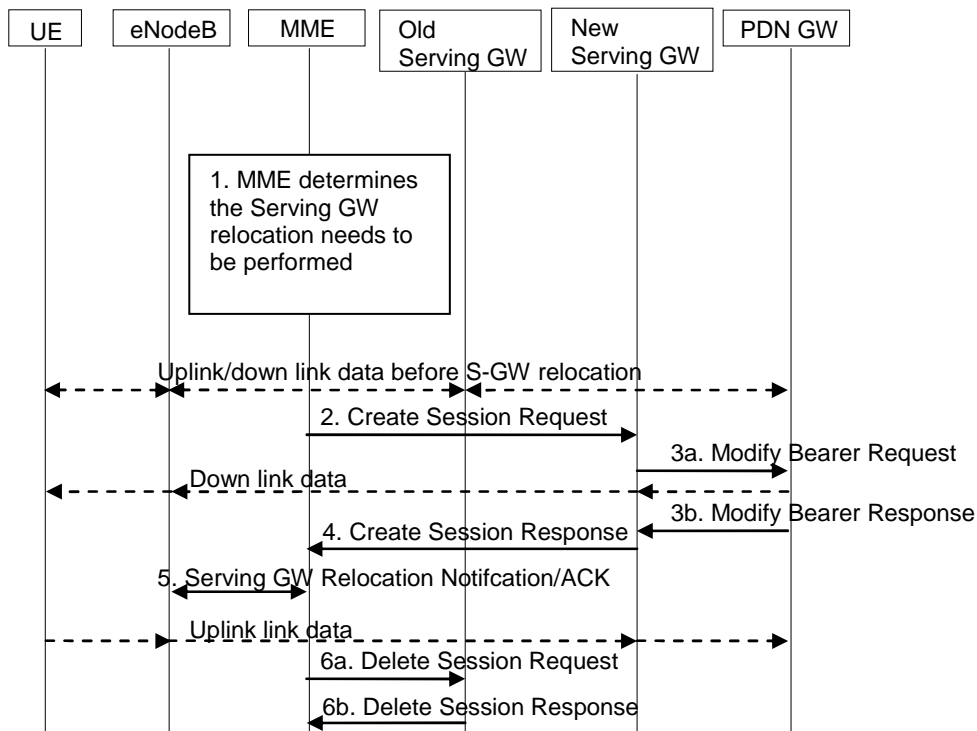 UE
eNodeB
MME
Old
Serving GW
New
Serving GW
PDN GW
1. MME determines
the Serving GW
relocation needs to
be performed
Uplink/down link data before S-GW relocation
2. Create Session Request
3a. Modify Bearer Request
Down link data
3b. Modify Bearer Response
4. Create Session Response
5. Serving GW Relocation Notifcation/ACK
Uplink link data
6a. Delete Session Request
6b. Delete Session Response